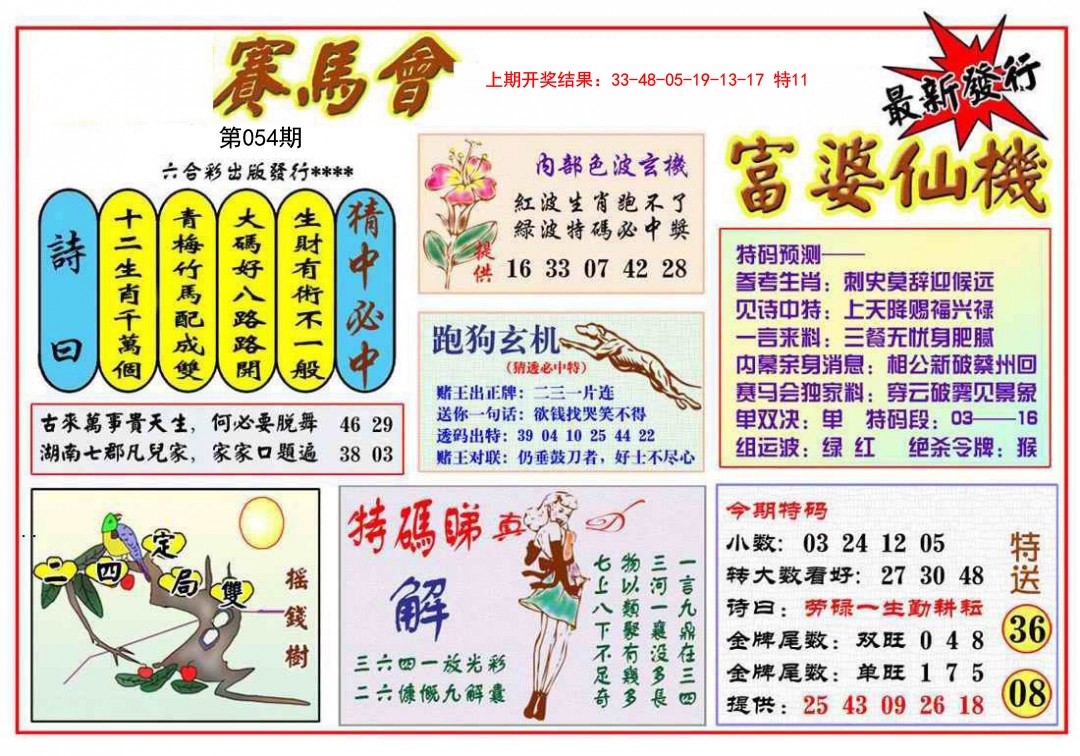 賽馬會
上期开奖结果：33-48-05-19-13-17 特11
最新發行
第054期
六合彩出版發行****
詩曰
十二生肖千萬個
青梅竹馬配成雙
大碼好八路路開
生財有術不一般
猜中必中
古來萬事貴天生，何必要脱舞 46 29
湖南七郡凡兒家，家家口題遍 38 03
内部色波玄機
紅波生肖跑不了
綠波特碼必中獎
提供 16 33 07 42 28
跑狗玄机
（猜透必中特）
赌王出正牌：二三一片连
送你一句话：欲钱找哭笑不得
透码出特：39 04 10 25 44 22
赌王对联：仍垂鼓刀者，好士不尽心
富婆仙機
特码预测——
参考生肖：刺史莫辞迎候远
见诗中特：上天降赐福兴禄
一言来料：三餐无忧身肥腻
内幕亲身消息：相公新破蔡州回
赛马会独家料：穿云破雾见景象
单双决：单 特码段：03——16
组运波：绿 红 绝杀令牌：猴
二四定局雙
摇錢樹
特碼睇真D
解
三六四一放光彩
二六慷慨九解囊
一言九鼎在三四
三河一襄没多長
物以類聚有幾多
七上八下不足奇
今期特码
小数：03 24 12 05
转大数看好：27 30 48
诗曰：劳碌一生勤耕耘
金牌尾数：双旺 0 4 8
金牌尾数：单旺 1 7 5
提供：25 43 09 26 18
特送
36
08